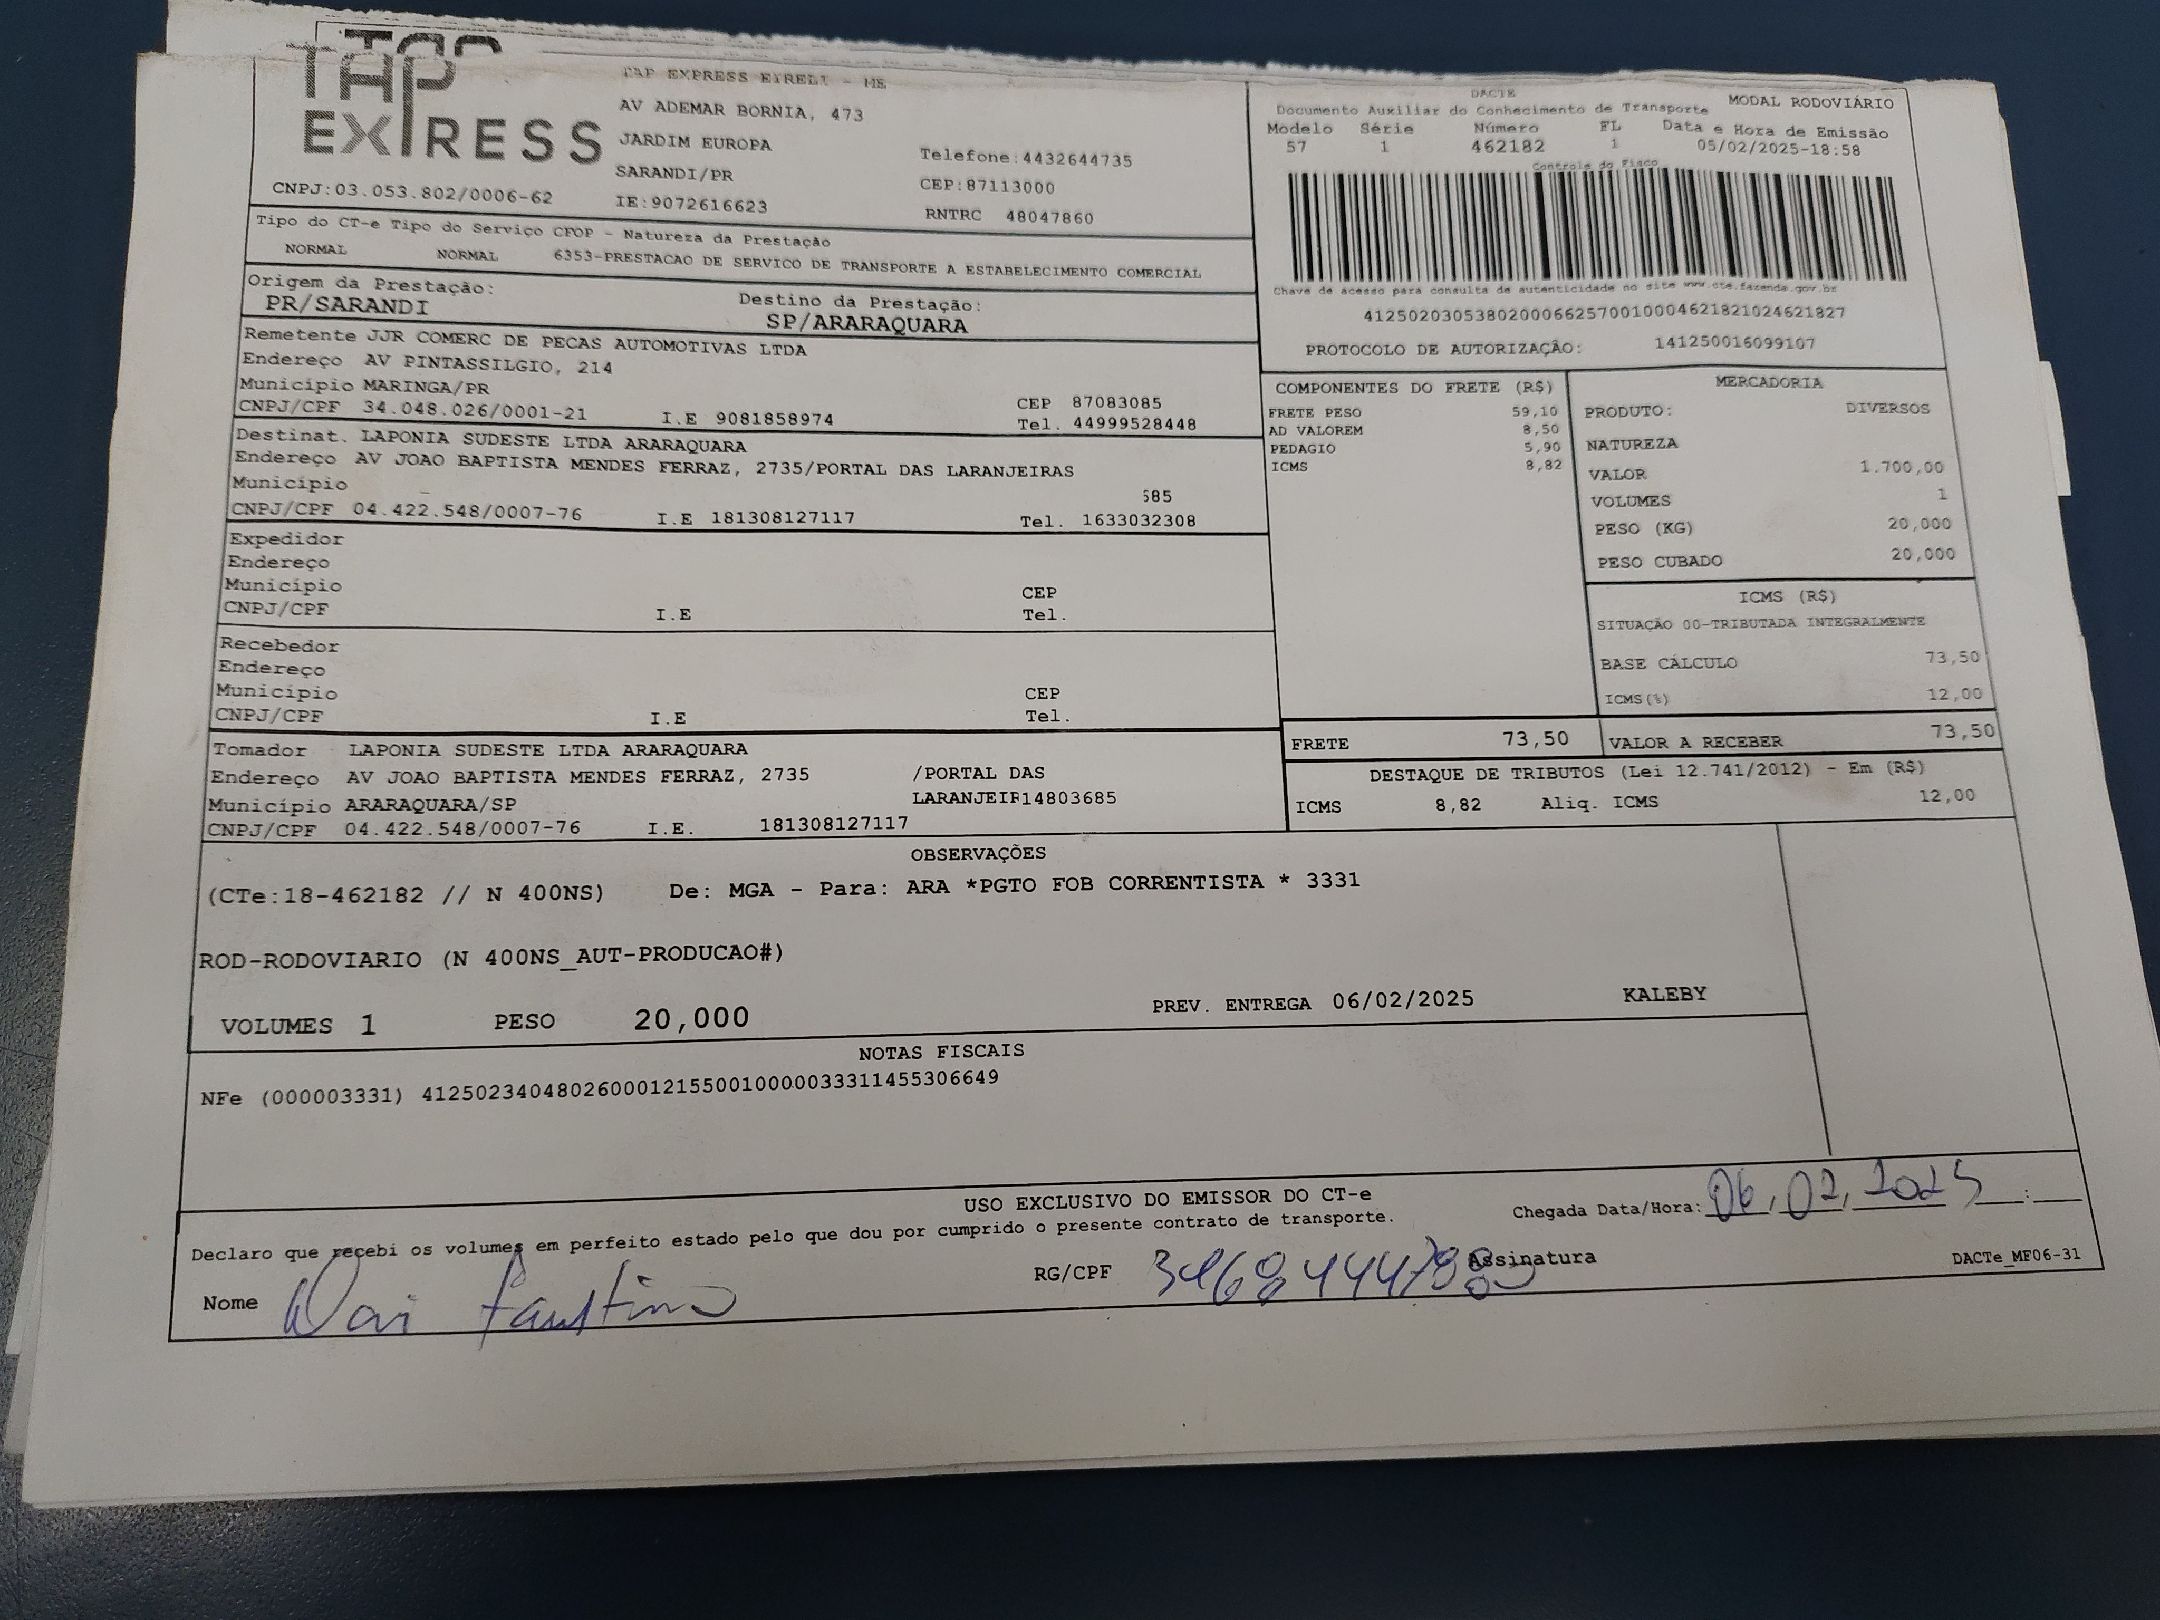 TAP
EXPRESS
TAP EXPRESS EIRELI - ME
AV ADEMAR BORNIA, 473
JARDIM EUROPA
SARANDI/PR
Telefone:4432644735
CEP:87113000
CNPJ:03.053.802/0006-62
IE:9072616623
RNTRC 48047860
DACTE
Documento Auxiliar do Conhecimento de Transporte
MODAL RODOVIÁRIO
Modelo Série Número FL Data e Hora de Emissão
57 1 462182 1 05/02/2025-18:58
Controle do Fisco
Chave de acesso para consulta de autenticidade no site www.cte.fazenda.gov.br
41250203053802000662570010004621821024621827
PROTOCOLO DE AUTORIZAÇÃO: 141250016099107
Tipo do CT-e Tipo do Serviço CFOP - Natureza da Prestação
NORMAL NORMAL 6353-PRESTACAO DE SERVICO DE TRANSPORTE A ESTABELECIMENTO COMERCIAL
Origem da Prestação: Destino da Prestação:
PR/SARANDI SP/ARARAQUARA
Remetente JJR COMERC DE PECAS AUTOMOTIVAS LTDA
Endereço AV PINTASSILGIO, 214
Município MARINGA/PR CEP 87083085
CNPJ/CPF 34.048.026/0001-21 I.E 9081858974 Tel. 44999528448
Destinat. LAPONIA SUDESTE LTDA ARARAQUARA
Endereço AV JOAO BAPTISTA MENDES FERRAZ, 2735/PORTAL DAS LARANJEIRAS
Município 685
CNPJ/CPF 04.422.548/0007-76 I.E 181308127117 Tel. 1633032308
Expedidor
Endereço
Município CEP
CNPJ/CPF I.E Tel.
Recebedor
Endereço
Município CEP
CNPJ/CPF I.E Tel.
Tomador LAPONIA SUDESTE LTDA ARARAQUARA
Endereço AV JOAO BAPTISTA MENDES FERRAZ, 2735 /PORTAL DAS
Município ARARAQUARA/SP LARANJEIR14803685
CNPJ/CPF 04.422.548/0007-76 I.E. 181308127117
COMPONENTES DO FRETE (R$)
FRETE PESO 59,10
AD VALOREM 8,50
PEDAGIO 5,90
ICMS 8,82
MERCADORIA
PRODUTO: DIVERSOS
NATUREZA
VALOR 1.700,00
VOLUMES 1
PESO (KG) 20,000
PESO CUBADO 20,000
ICMS (R$)
SITUAÇÃO 00-TRIBUTADA INTEGRALMENTE
BASE CÁLCULO 73,50
ICMS(%) 12,00
FRETE 73,50 VALOR A RECEBER 73,50
DESTAQUE DE TRIBUTOS (Lei 12.741/2012) - Em (R$)
ICMS 8,82 Aliq. ICMS 12,00
OBSERVAÇÕES
(CTe:18-462182 // N 400NS) De: MGA - Para: ARA *PGTO FOB CORRENTISTA * 3331
ROD-RODOVIARIO (N 400NS_AUT-PRODUCAO#)
VOLUMES 1 PESO 20,000 PREV. ENTREGA 06/02/2025 KALEBY
NOTAS FISCAIS
NFe (000003331) 41250234048026000121550010000033311455306649
USO EXCLUSIVO DO EMISSOR DO CT-e
Declaro que recebi os volumes em perfeito estado pelo que dou por cumprido o presente contrato de transporte.
Chegada Data/Hora: 06,02,2025 :
Nome Faustino RG/CPF Assinatura
DACTe_MF06-31